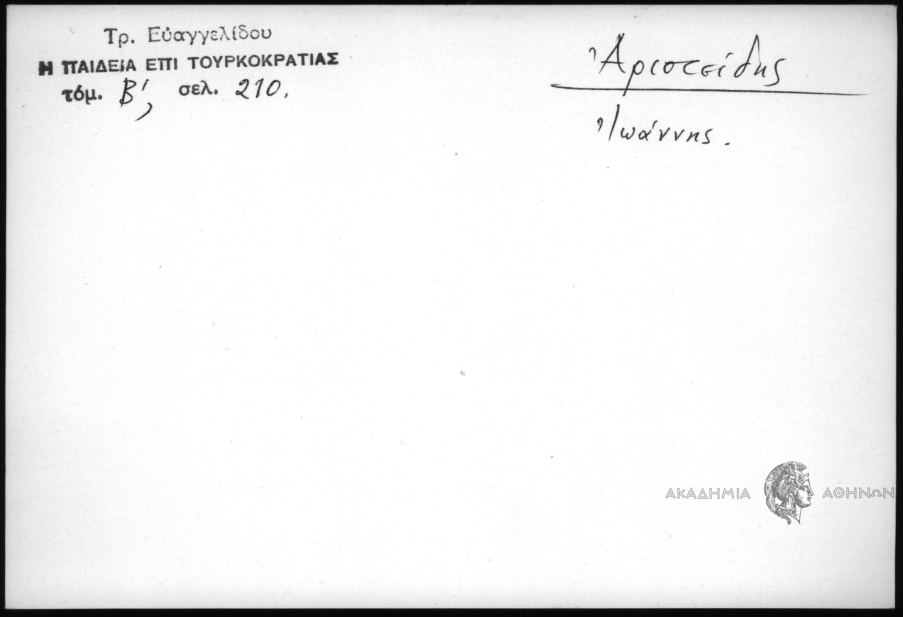 Τρ. Εὐαγγελίδου
Η ΠΑΙΔΕΙΑ ΕΠΙ ΤΟΥΡΚΟΚΡΑΤΙΑΣ
τόμ. Β', σελ. 210.
Ἀριστείδης
Ἰωάννης.
ΑΚΑΔΗΜΙΑ ΑΘΗΝΩΝ